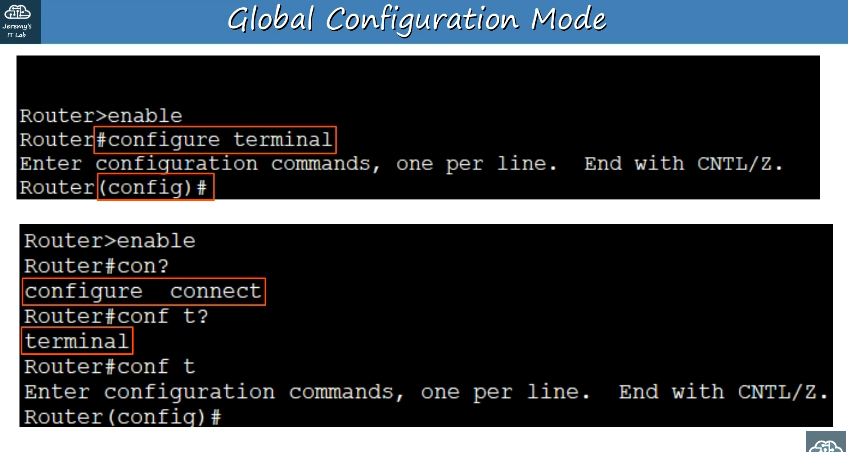 Jeremy's
IT Lab
Global Configuration Mode
Router>enable
Router#configure terminal
Enter configuration commands, one per line.  End with CNTL/Z.
Router(config)#
Router>enable
Router#con?
configure  connect
Router#conf t?
terminal
Router#conf t
Enter configuration commands, one per line.  End with CNTL/Z.
Router(config)#